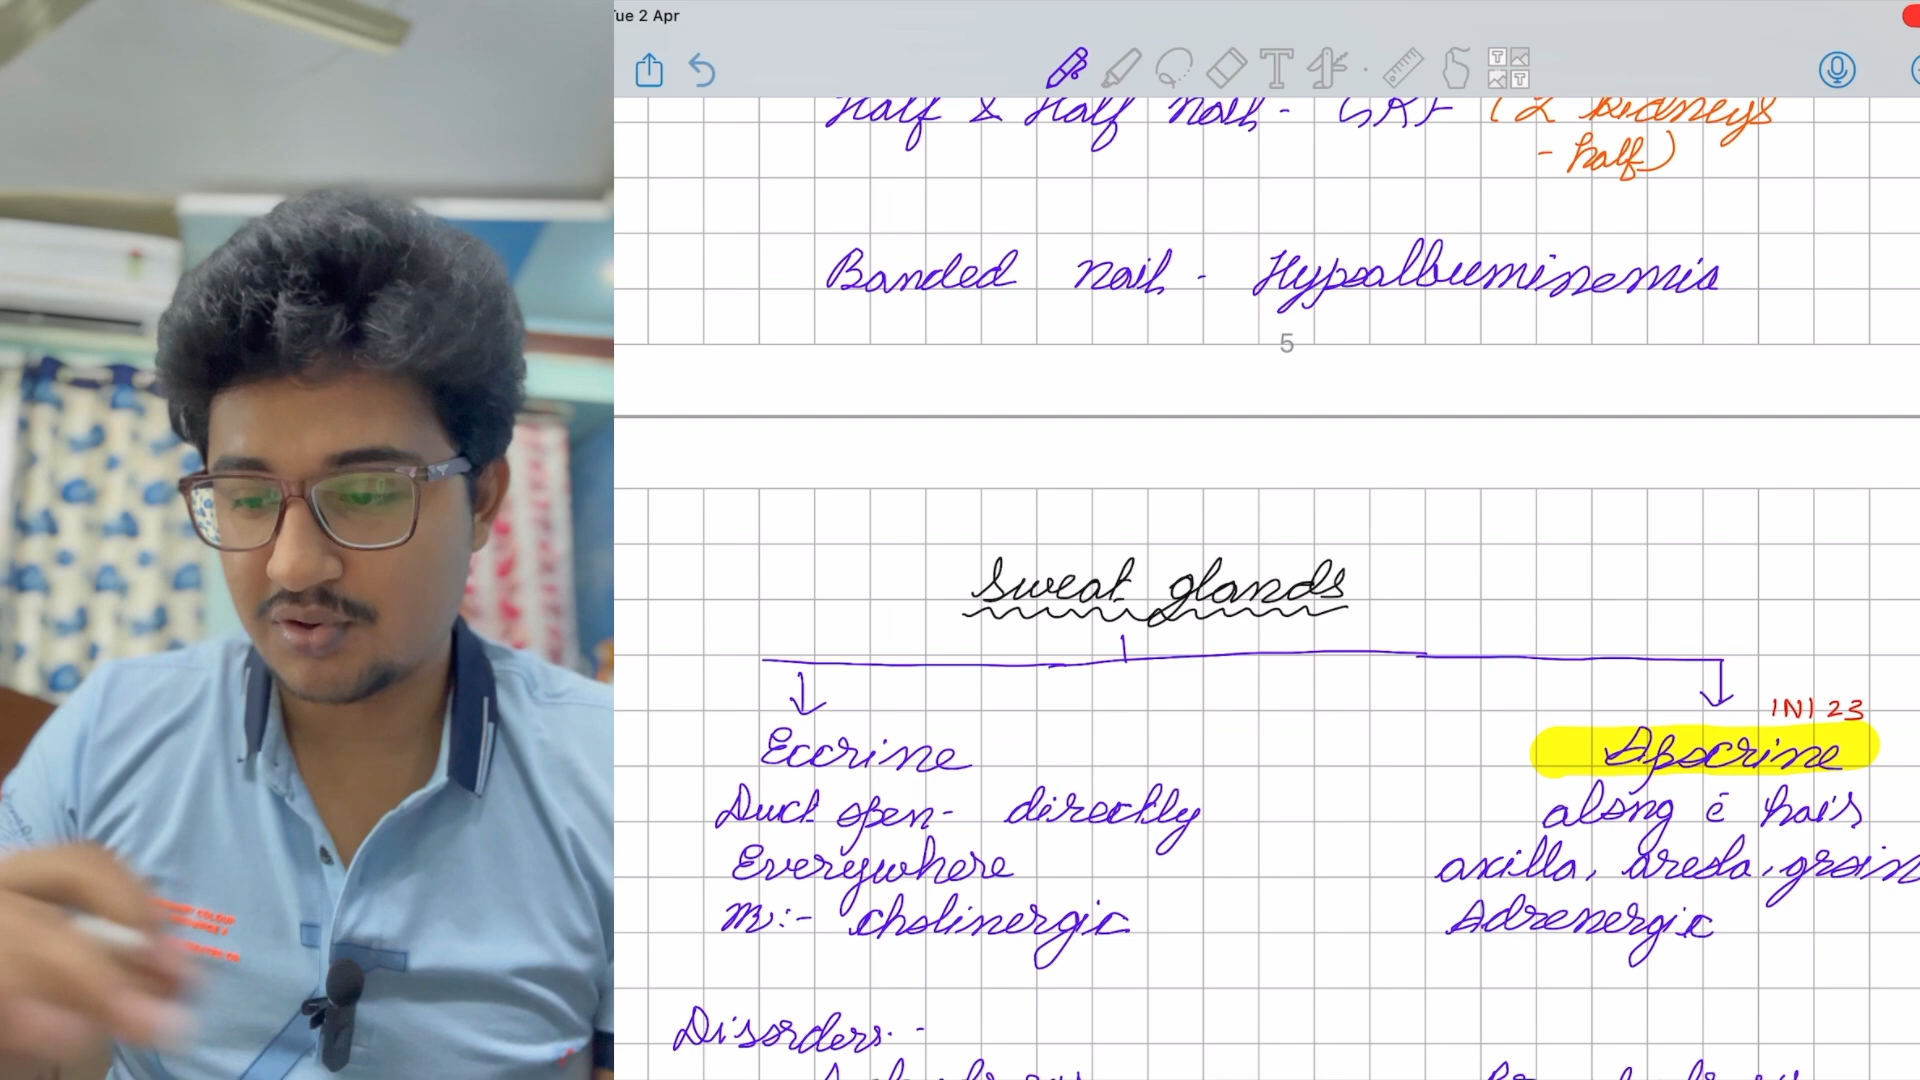 Tue 2 Apr
Half & Half nail - CRF (2 kidneys
- half)
Banded nail - Hypoalbuminemia
5
Sweat glands
INI 23
Eccrine Apocrine
Duct open - directly along c̄ hair
Everywhere axilla, areola, groin
m:- cholinergic Adrenergic
Disorders. -